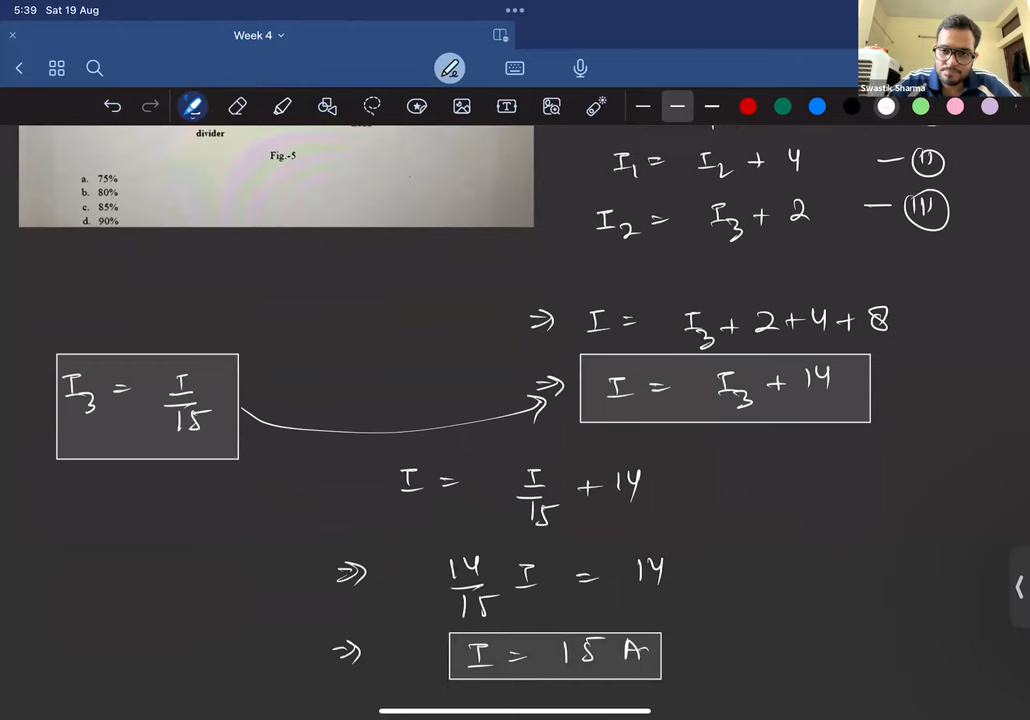 5:39 Sat 19 Aug
Week 4
Swastik Sharma
divider
Fig.-5
a. 75%
b. 80%
c. 85%
d. 90%
I₁ = I₂ + 4 — (II)
I₂ = I₃ + 2 — (III)
⇒ I = I₃ + 2 + 4 + 8
I₃ = I/15
⇒ I = I₃ + 14
I = I/15 + 14
⇒ 14/15 I = 14
⇒ I = 15 A